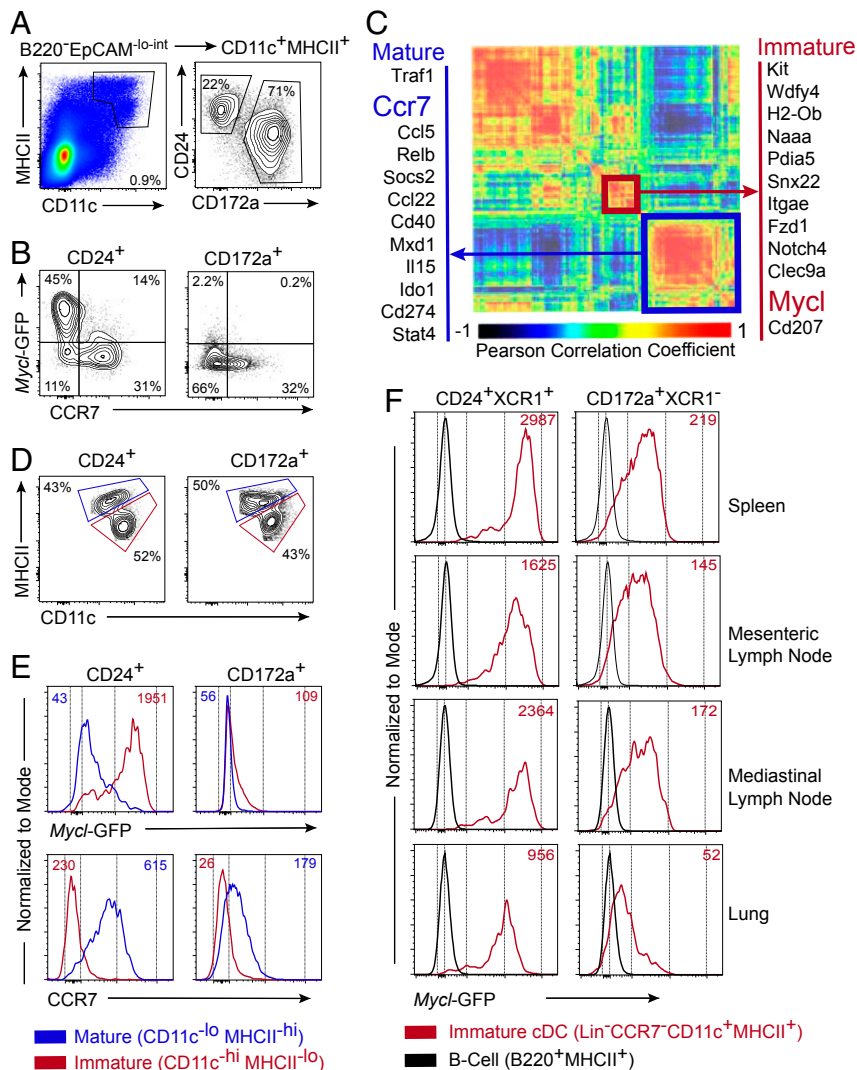 A
B220⁻EpCAM⁻ˡᵒ⁻ⁱⁿᵗ → CD11c⁺MHCII⁺
MHCII
0.9%
CD11c
CD24
22%
71%
CD172a
B
CD24⁺
CD172a⁺
Mycl-GFP
45%
14%
11%
31%
2.2%
0.2%
66%
32%
CCR7
C
Mature
Traf1
Ccr7
Ccl5
Relb
Socs2
Ccl22
Cd40
Mxd1
Il15
Ido1
Cd274
Stat4
Immature
Kit
Wdfy4
H2-Ob
Naaa
Pdia5
Snx22
Itgae
Fzd1
Notch4
Clec9a
Mycl
Cd207
-1
1
Pearson Correlation Coefficient
D
CD24⁺
CD172a⁺
MHCII
43%
52%
50%
43%
CD11c
E
CD24⁺
CD172a⁺
Normalized to Mode
43
1951
56
109
Mycl-GFP
230
615
26
179
CCR7
Mature (CD11c⁻ˡᵒ MHCII⁻ʰⁱ)
Immature (CD11c⁻ʰⁱ MHCII⁻ˡᵒ)
F
CD24⁺XCR1⁺
CD172a⁺XCR1⁻
Normalized to Mode
2987
219
Spleen
1625
145
Mesenteric
Lymph Node
2364
172
Mediastinal
Lymph Node
956
52
Lung
Mycl-GFP
Immature cDC (Lin⁻CCR7⁻CD11c⁺MHCII⁺)
B-Cell (B220⁺MHCII⁺)